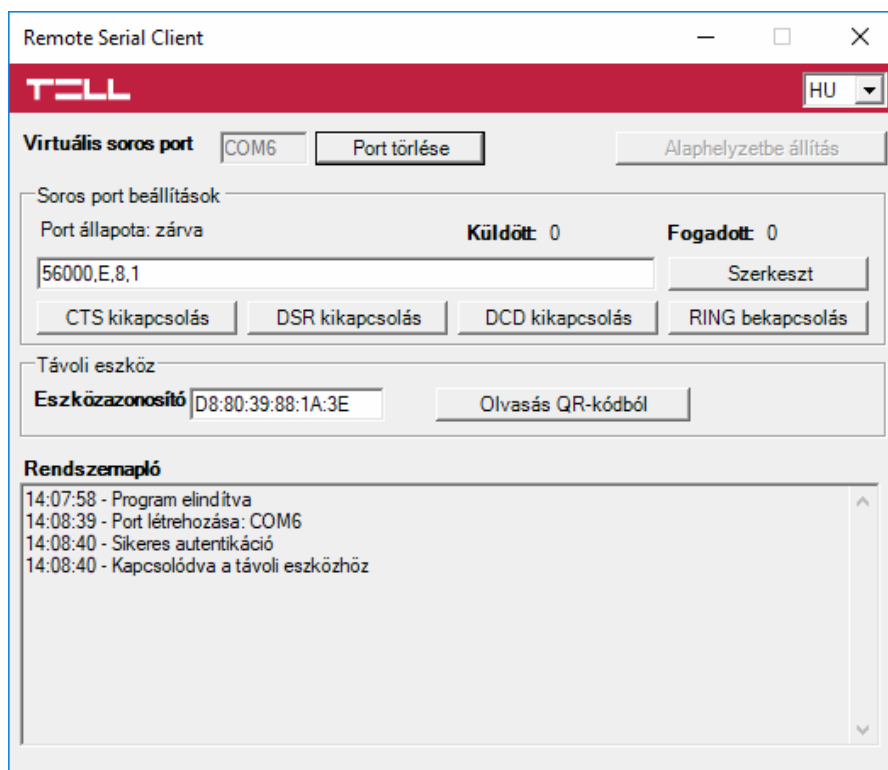 Remote Serial Client
TELL
HU
Virtuális soros port COM6 Port törlése Alaphelyzetbe állítás
Soros port beállítások
Port állapota: zárva Küldött: 0 Fogadott: 0
56000,E,8,1 Szerkeszt
CTS kikapcsolás DSR kikapcsolás DCD kikapcsolás RING bekapcsolás
Távoli eszköz
Eszközazonosító D8:80:39:88:1A:3E Olvasás QR-kódból
Rendszernapló
14:07:58 - Program elindítva
14:08:39 - Port létrehozása: COM6
14:08:40 - Sikeres autentikáció
14:08:40 - Kapcsolódva a távoli eszközhöz